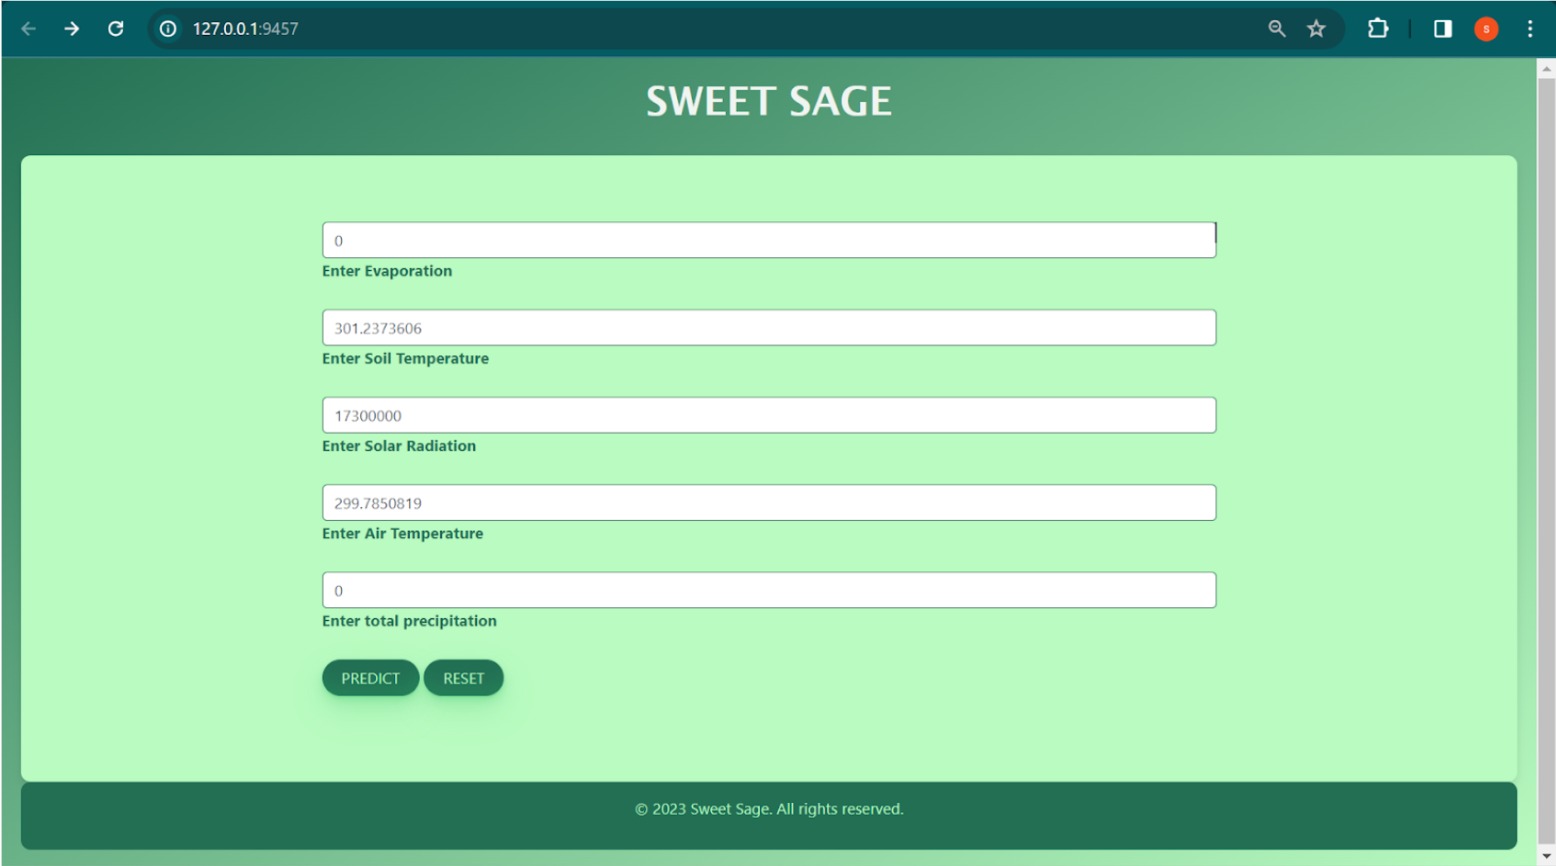 127.0.0.1:9457
S
SWEET SAGE
0
Enter Evaporation
301.2373606
Enter Soil Temperature
17300000
Enter Solar Radiation
299.7850819
Enter Air Temperature
0
Enter total precipitation
PREDICT RESET
© 2023 Sweet Sage. All rights reserved.